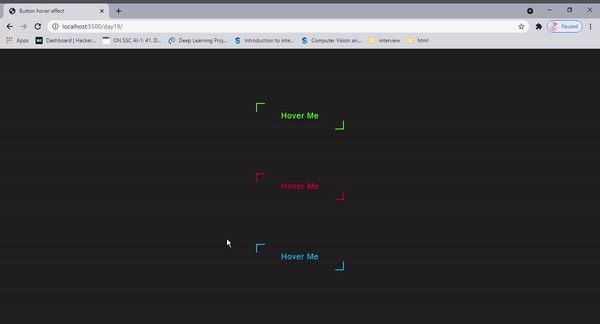 Button hover effect
localhost:5500/day19/
Paused
Apps Dashboard | Hacker... ON SSC AI-1: 41. D... Deep Learning Proj... Introduction to inte... Computer Vision an... interview html
Hover Me
Hover Me
Hover Me